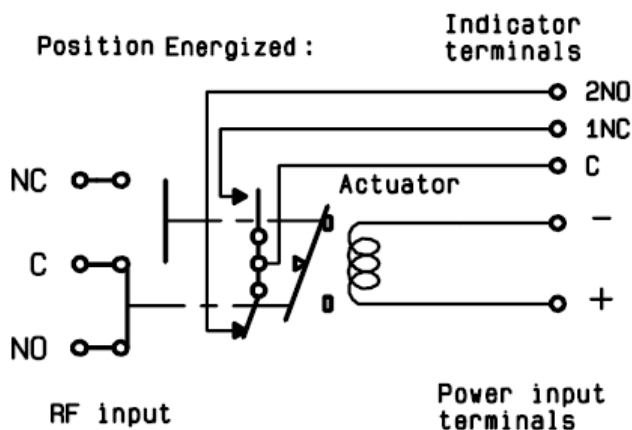 Position Energized :
Indicator
terminals
2NO
1NC
C
NC
Actuator
-
C
+
NO
RF input
Power input
terminals